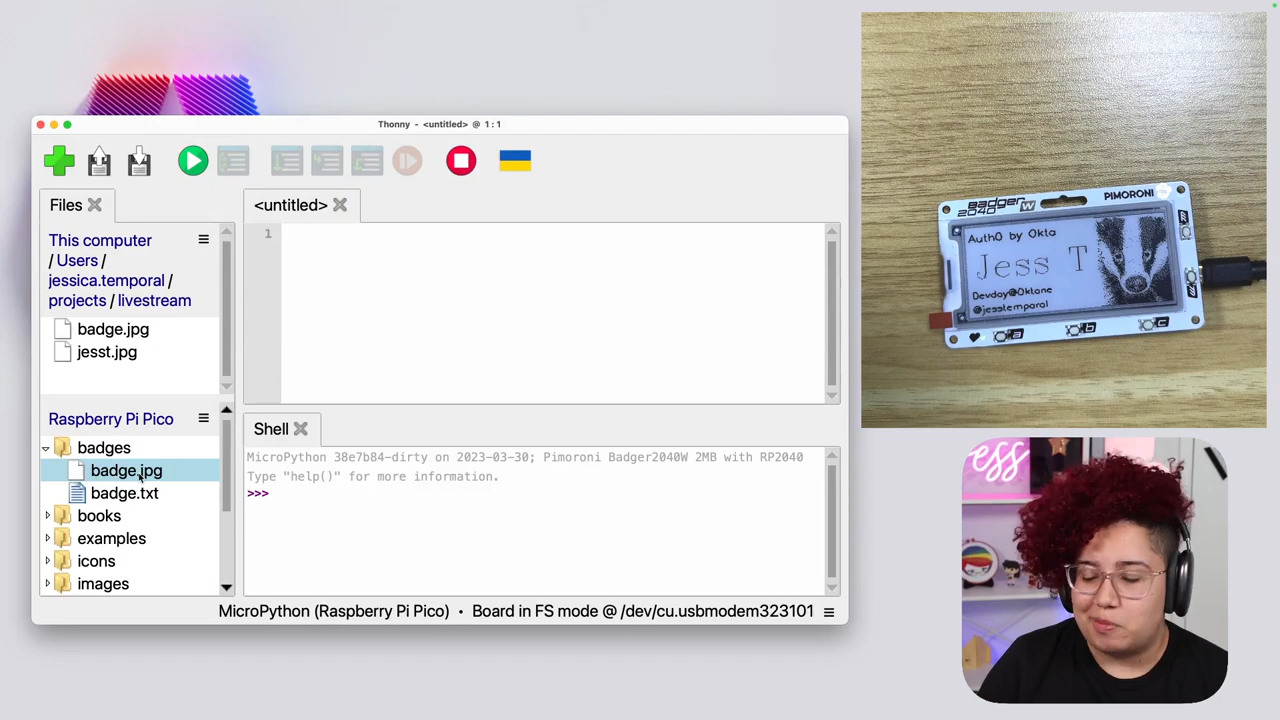 Thonny - <untitled> @ 1:1
Files
<untitled>
This computer
/ Users /
jessica.temporal /
projects / livestream
badge.jpg
jesst.jpg
1
Raspberry Pi Pico
badges
badge.jpg
badge.txt
books
examples
icons
images
Shell
MicroPython 38e7b84-dirty on 2023-03-30; Pimoroni Badger2040W 2MB with RP2040
Type "help()" for more information.
>>>
MicroPython (Raspberry Pi Pico) • Board in FS mode @ /dev/cu.usbmodem323101
PIMORONI
Badger
2040 W
Auth0 by Okta
Jess T
Devday@Oktane
@jesstemporal
a
b
c
ess